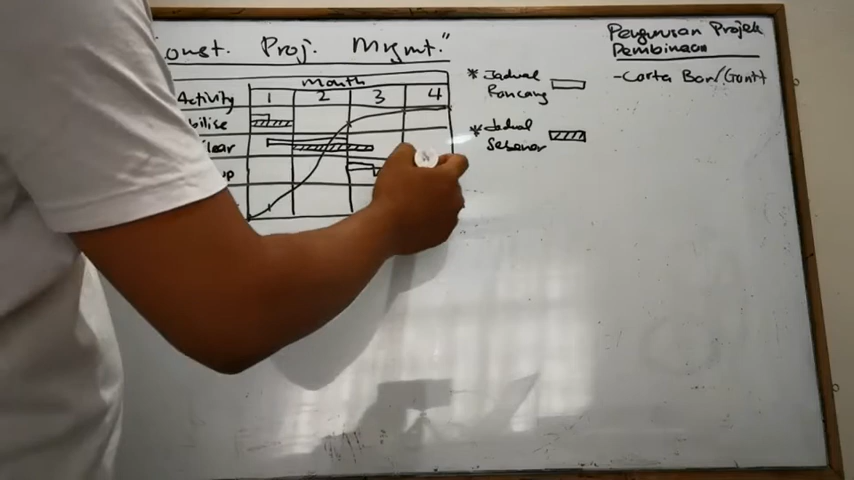 onst. Proj. Mgmt."
Month
Activity 1 2 3 4
bilise
lear
up
* Jadual
Rancang
* Jadual
Sebenar
Pengurusan Projek
Pembinaan
- Carta Bar/Gantt